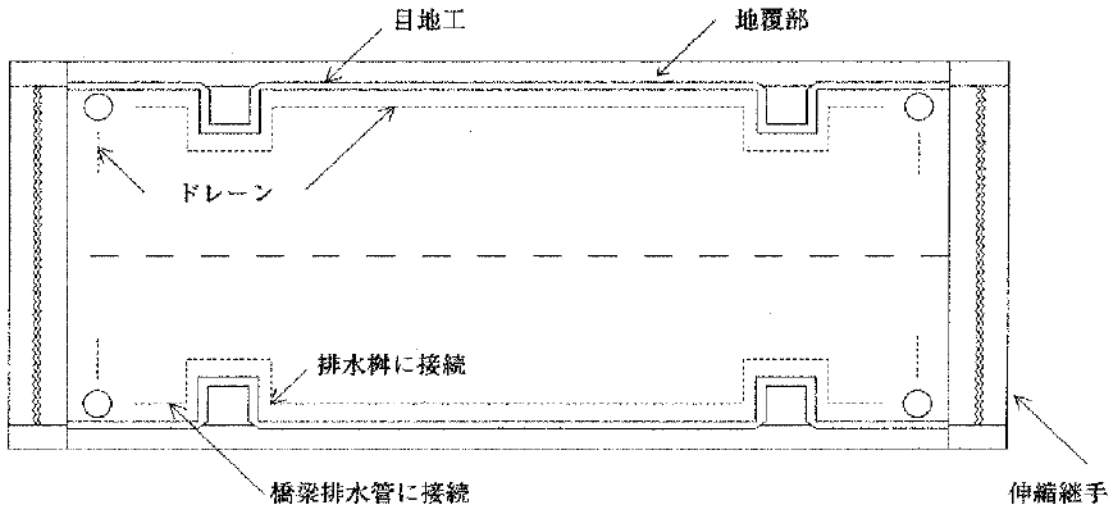 目地工
地覆部
ドレーン
排水桝に接続
橋梁排水管に接続
伸縮継手